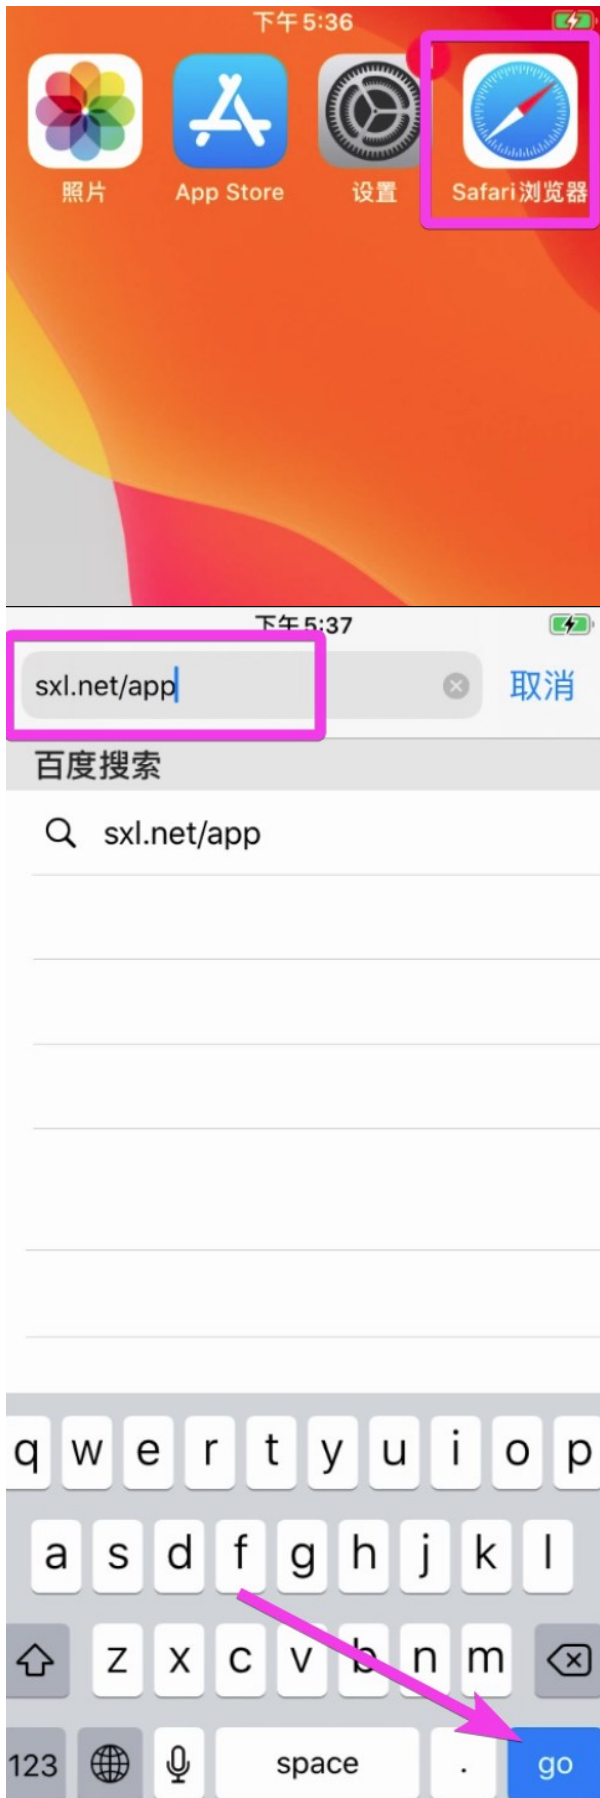 下午5:36
照片
App Store
设置
Safari浏览器
下午5:37
sxl.net/app
取消
百度搜索
sxl.net/app
q w e r t y u i o p
a s d f g h j k l
z x c v b n m
123 space . go